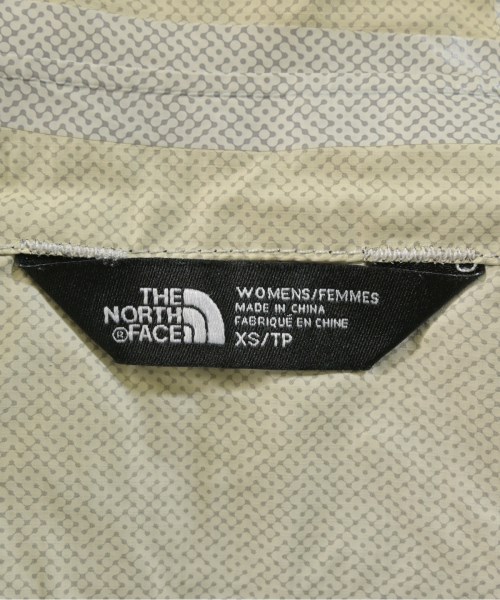 THE
NORTH
® FACE
WOMENS/FEMMES
MADE IN CHINA
FABRIQUÉ EN CHINE
XS/TP